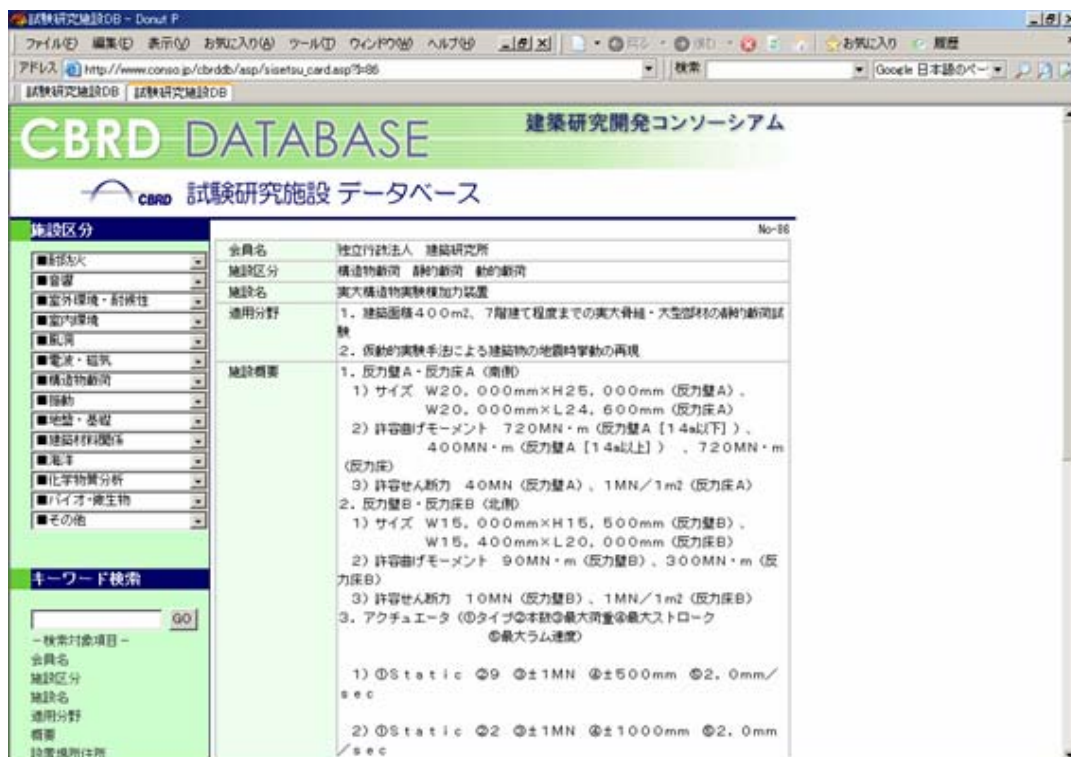 試験研究施設DB - Donut P
ファイル(F) 編集(E) 表示(V) お気に入り(A) ツール(T) ウィンドウ(W) ヘルプ(H) お気に入り 履歴
アドレス http://www.conso.jp/cbrddb/asp/sisetsu_card.asp?i=86 検索 Google 日本語のペー
試験研究施設DB 試験研究施設DB
CBRD DATABASE 建築研究開発コンソーシアム
CBRD 試験研究施設 データベース
施設区分
■耐防火
■音響
■室外環境・耐候性
■室内環境
■風洞
■電波・磁気
■構造物載荷
■振動
■地盤・基礎
■建築材料関係
■海洋
■化学物質分析
■バイオ・微生物
■その他
キーワード検索
GO
-検索対象項目-
会員名
施設区分
施設名
適用分野
概要
設置場所住所
No-86
会員名 独立行政法人 建築研究所
施設区分 構造物載荷 静的載荷 動的載荷
施設名 実大構造物実験棟加力装置
適用分野 1.建築面積400m2、7階建て程度までの実大骨組・大型部材の静的載荷試
験
2.仮動的実験手法による建築物の地震時挙動の再現
施設概要 1.反力壁A・反力床A(南側)
1)サイズ W20,000mm×H25,000mm(反力壁A)、
W20,000mm×L24,600mm(反力床A)
2)許容曲げモーメント 720MN・m(反力壁A[14m以下])、
400MN・m(反力壁A[14m以上])、720MN・m
(反力床)
3)許容せん断力 40MN(反力壁A)、1MN/1m2(反力床A)
2.反力壁B・反力床B(北側)
1)サイズ W15,000mm×H15,500mm(反力壁B)、
W15,400mm×L20,000mm(反力床B)
2)許容曲げモーメント 90MN・m(反力壁B)、300MN・m(反
力床B)
3)許容せん断力 10MN(反力壁B)、1MN/1m2(反力床B)
3.アクチュエータ(①タイプ②本数③最大荷重④最大ストローク
⑤最大ラム速度)
1)①Static ②9 ③±1MN ④±500mm ⑤2.0mm/
sec
2)①Static ②2 ③±1MN ④±1000mm ⑤2.0mm
/sec